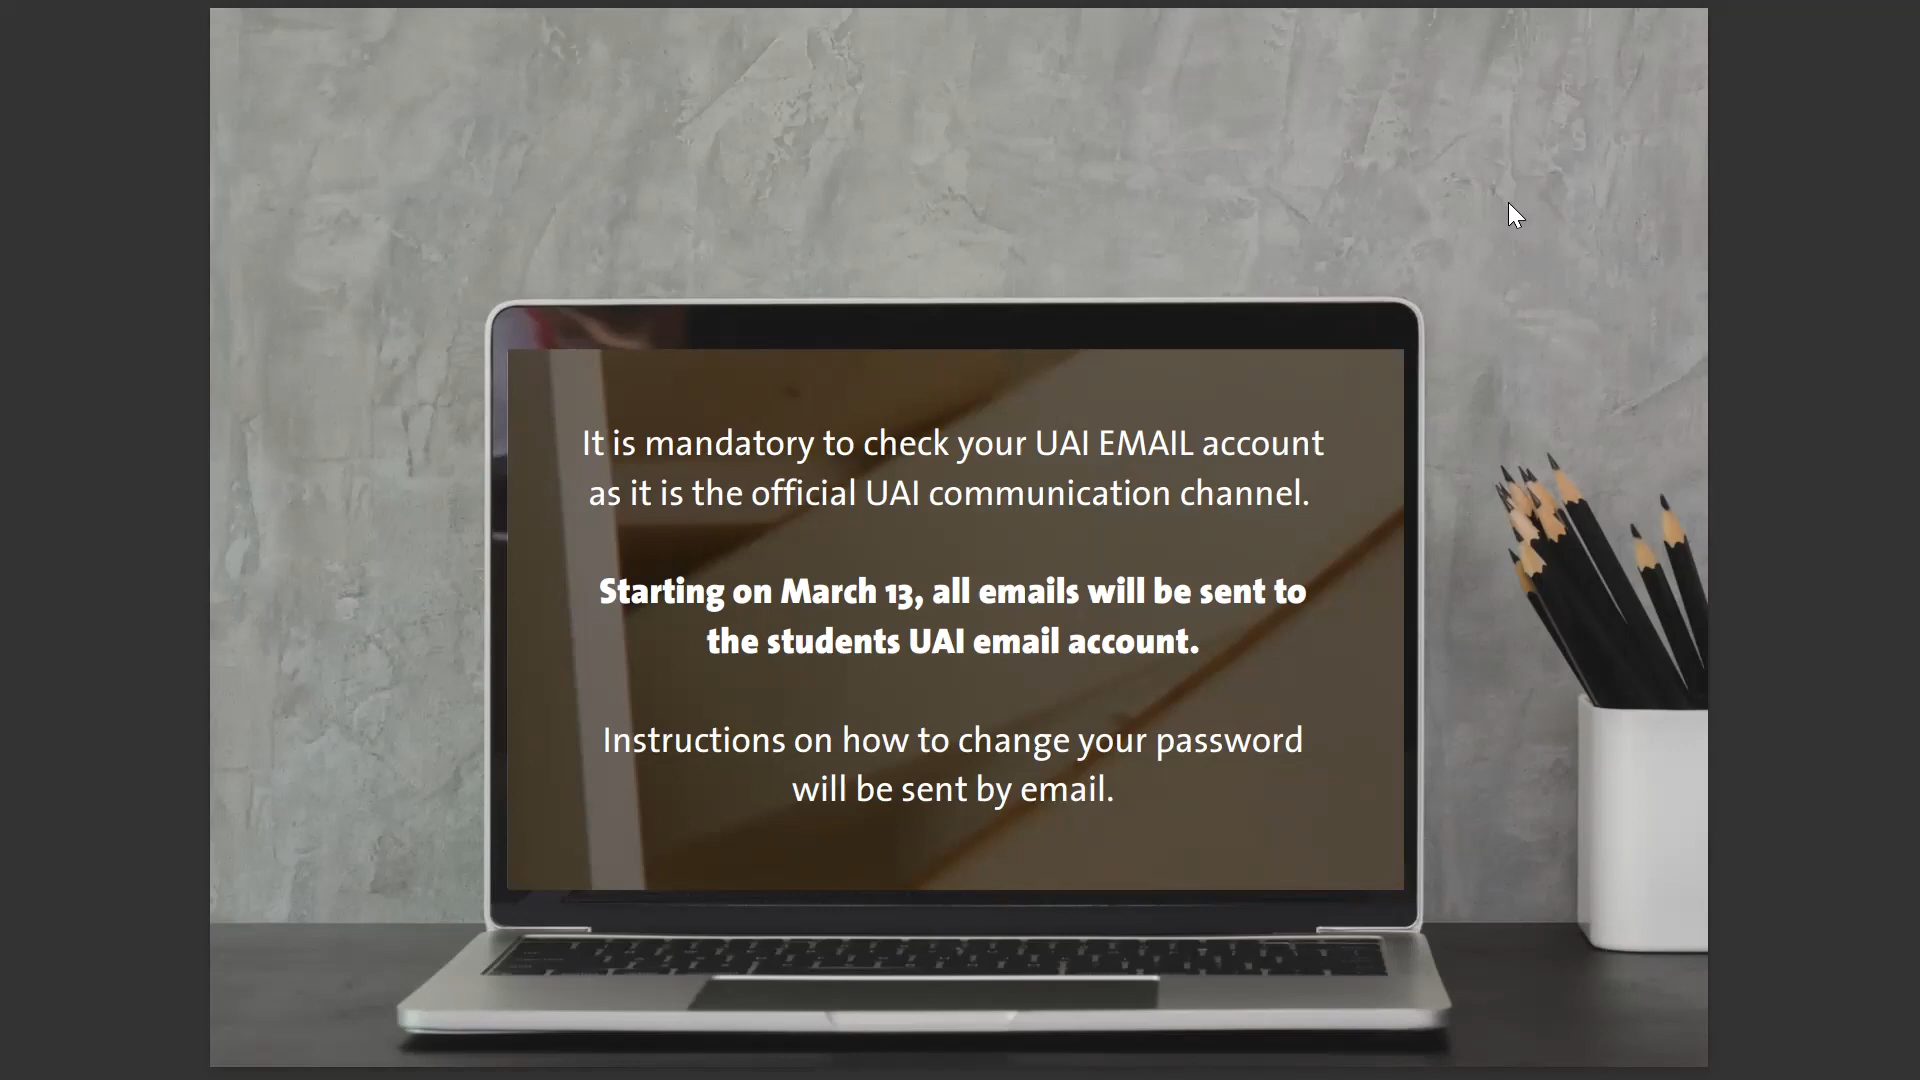 It is mandatory to check your UAI EMAIL account
as it is the official UAI communication channel.
Starting on March 13, all emails will be sent to
the students UAI email account.
Instructions on how to change your password
will be sent by email.